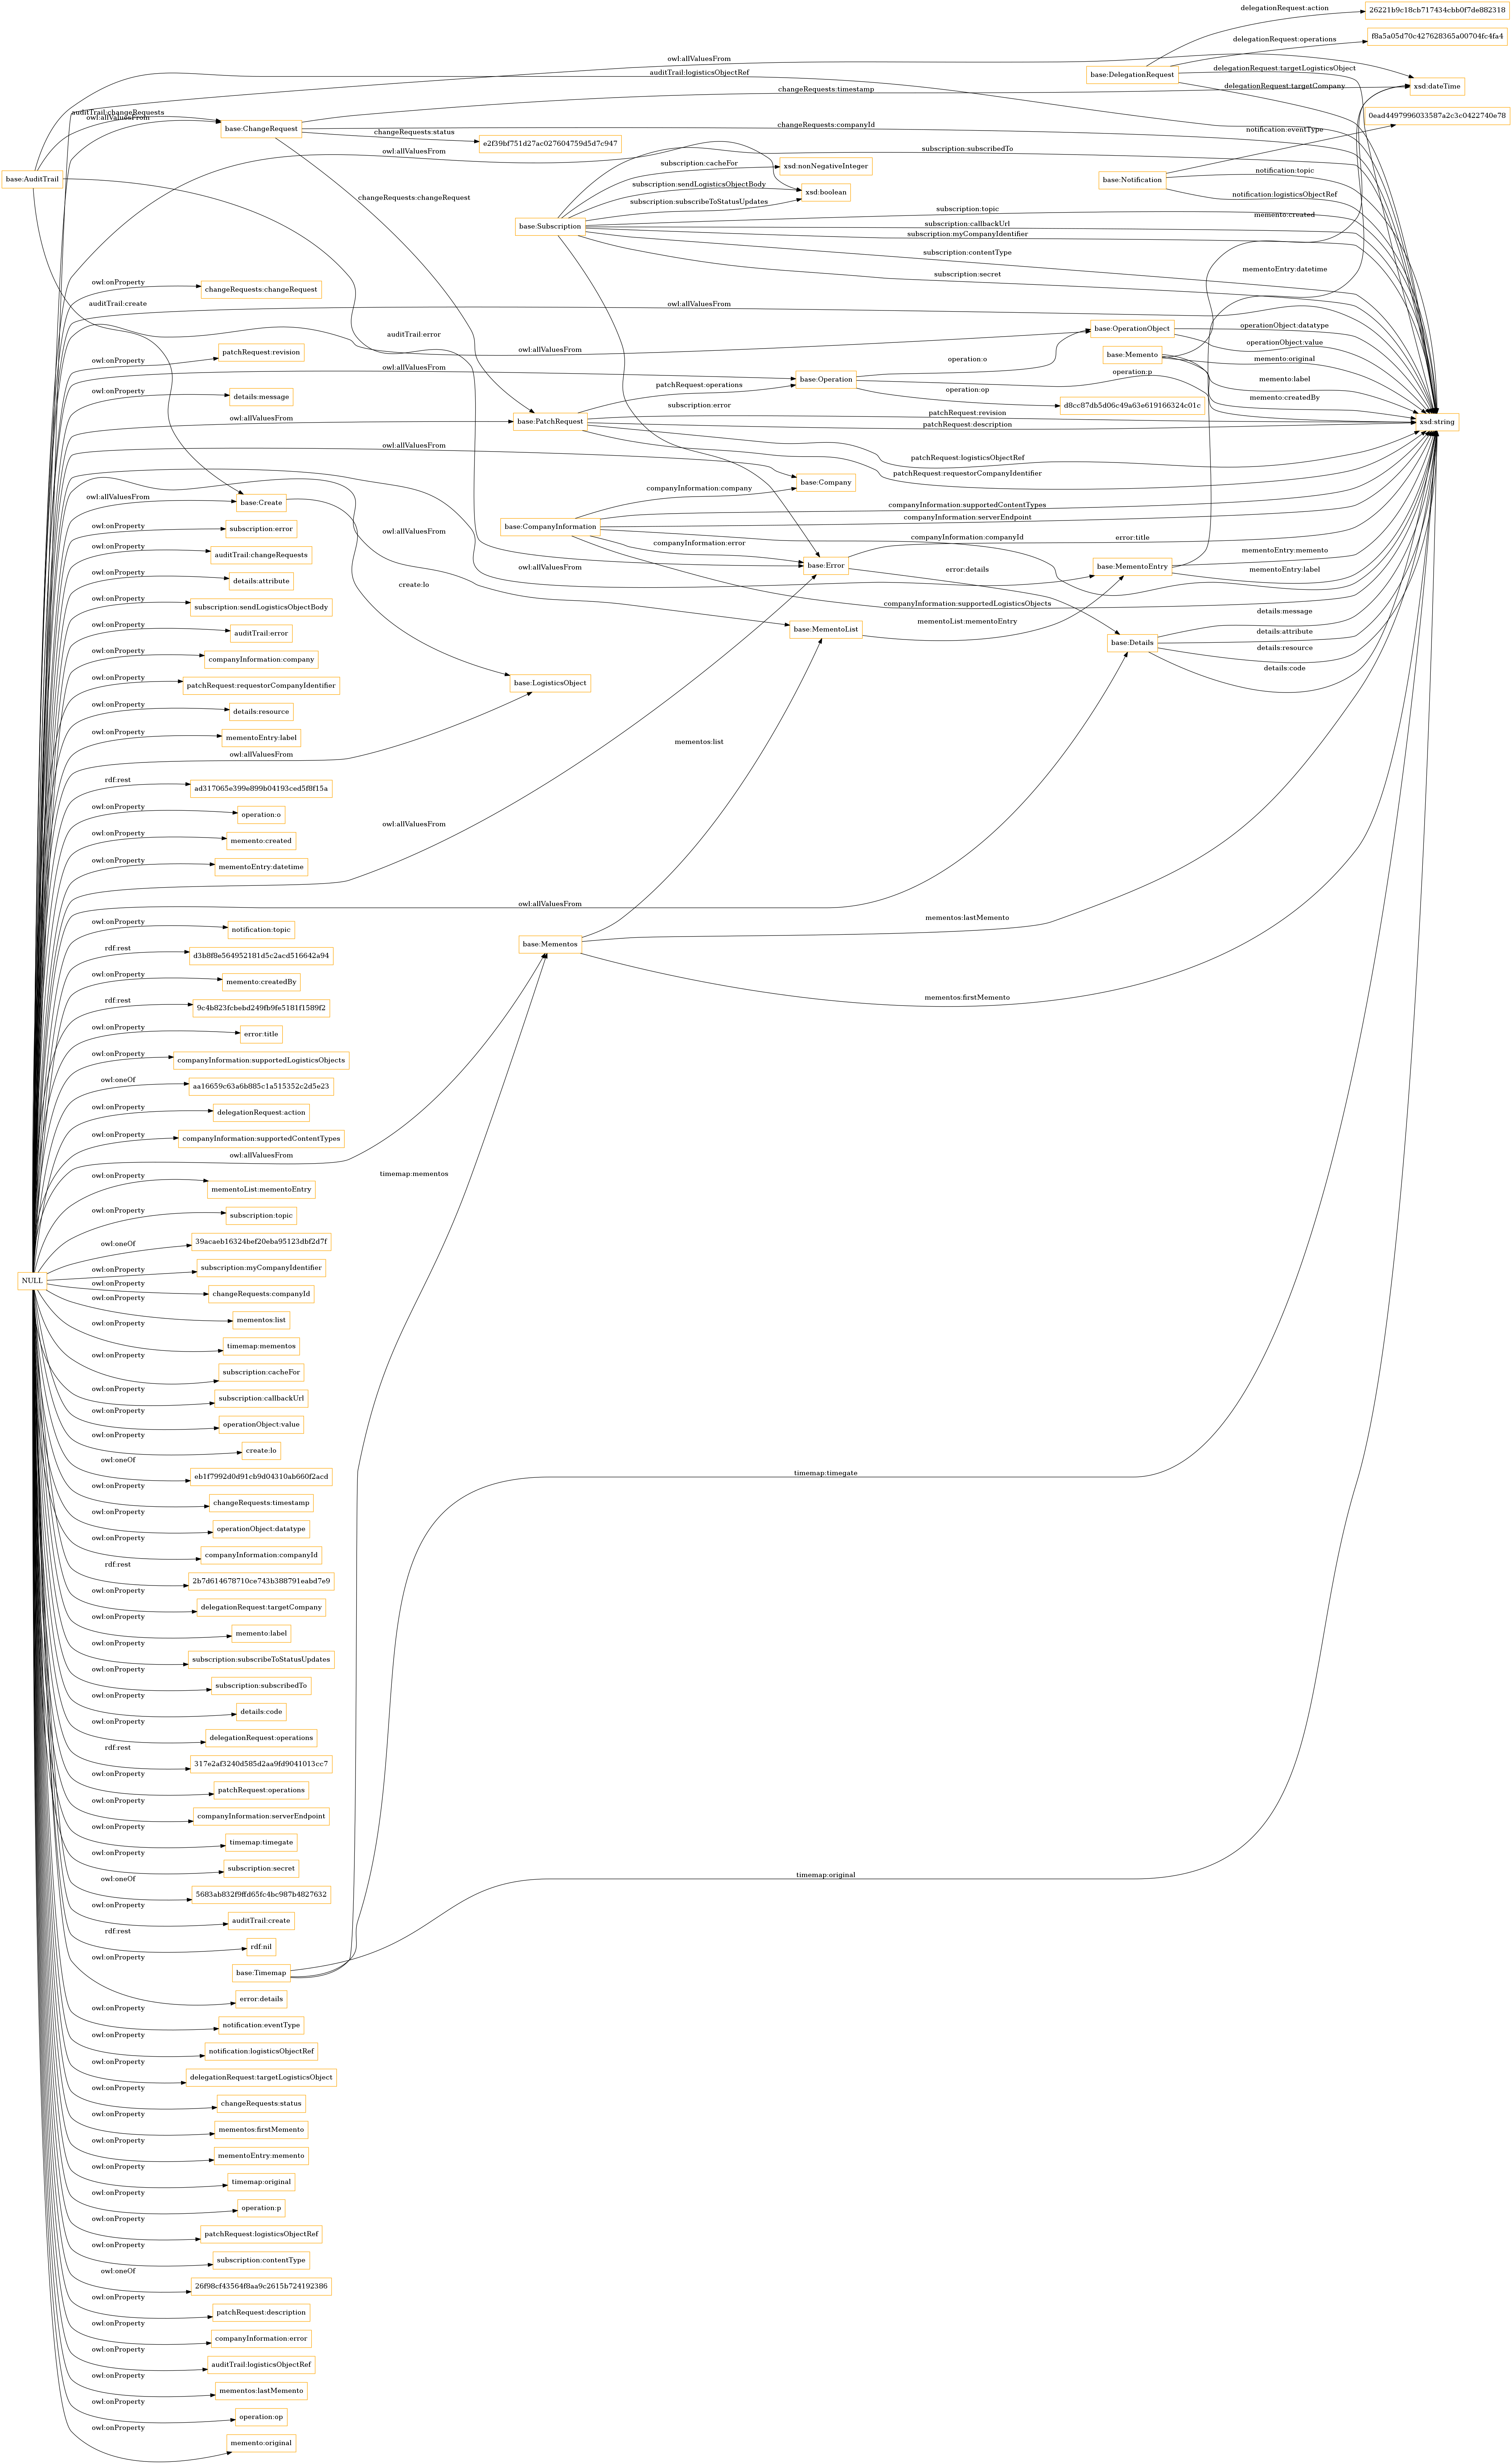 delegationRequest:action
26221b9c18cb717434cbb0f7de882318
delegationRequest:operations
f8a5a05d70c427628365a00704fc4fa4
owl:allValuesFrom
auditTrail:logisticsObjectRef
base:DelegationRequest
delegationRequest:targetLogisticsObject
delegationRequest:targetCompany
xsd:dateTime
changeRequests:timestamp
auditTrail:changeRequests
owl:allValuesFrom
base:ChangeRequest
changeRequests:companyId
changeRequests:status
e2f39bf751d27ac027604759d5d7c947
0ead4497996033587a2c3c0422740e78
notification:eventType
owl:allValuesFrom
subscription:subscribedTo
base:AuditTrail
subscription:cacheFor
xsd:nonNegativeInteger
base:Notification
notification:topic
notification:logisticsObjectRef
changeRequests:changeRequest
subscription:sendLogisticsObjectBody
xsd:boolean
subscription:subscribeToStatusUpdates
base:Subscription
subscription:topic
subscription:callbackUrl
subscription:myCompanyIdentifier
memento:created
subscription:contentType
subscription:secret
mementoEntry:datetime
owl:onProperty
changeRequests:changeRequest
auditTrail:create
owl:allValuesFrom
auditTrail:error
base:OperationObject
operationObject:datatype
operationObject:value
owl:allValuesFrom
operation:o
base:Memento
memento:original
owl:onProperty
patchRequest:revision
owl:allValuesFrom
base:Operation
operation:p
memento:label
memento:createdBy
patchRequest:operations
operation:op
d8cc87db5d06c49a63e619166324c01c
owl:onProperty
details:message
subscription:error
owl:allValuesFrom
base:PatchRequest
patchRequest:revision
patchRequest:description
xsd:string
owl:allValuesFrom
patchRequest:logisticsObjectRef
patchRequest:requestorCompanyIdentifier
base:Company
companyInformation:company
owl:allValuesFrom
base:Create
owl:onProperty
subscription:error
owl:allValuesFrom
base:CompanyInformation
companyInformation:supportedContentTypes
companyInformation:serverEndpoint
companyInformation:companyId
error:title
companyInformation:error
owl:onProperty
auditTrail:changeRequests
mementoEntry:memento
owl:onProperty
details:attribute
create:lo
owl:allValuesFrom
base:Error
error:details
base:MementoEntry
mementoEntry:label
owl:onProperty
subscription:sendLogisticsObjectBody
companyInformation:supportedLogisticsObjects
details:message
owl:onProperty
auditTrail:error
base:MementoList
mementoList:mementoEntry
base:Details
details:attribute
details:resource
details:code
owl:onProperty
companyInformation:company
owl:onProperty
patchRequest:requestorCompanyIdentifier
base:LogisticsObject
owl:onProperty
details:resource
owl:onProperty
mementoEntry:label
mementos:list
owl:allValuesFrom
rdf:rest
ad317065e399e899b04193ced5f8f15a
owl:onProperty
operation:o
owl:allValuesFrom
owl:onProperty
memento:created
owl:onProperty
mementoEntry:datetime
owl:allValuesFrom
owl:onProperty
notification:topic
mementos:lastMemento
base:Mementos
rdf:rest
d3b8f8e564952181d5c2acd516642a94
owl:onProperty
memento:createdBy
mementos:firstMemento
rdf:rest
9c4b823fcbebd249fb9fe5181f1589f2
owl:onProperty
error:title
owl:onProperty
companyInformation:supportedLogisticsObjects
owl:oneOf
aa16659c63a6b885c1a515352c2d5e23
owl:onProperty
delegationRequest:action
owl:onProperty
companyInformation:supportedContentTypes
owl:allValuesFrom
timemap:mementos
owl:onProperty
mementoList:mementoEntry
owl:onProperty
subscription:topic
owl:oneOf
39acaeb16324bef20eba95123dbf2d7f
NULL
owl:onProperty
subscription:myCompanyIdentifier
owl:onProperty
changeRequests:companyId
owl:onProperty
mementos:list
owl:onProperty
timemap:mementos
owl:onProperty
subscription:cacheFor
owl:onProperty
subscription:callbackUrl
owl:onProperty
operationObject:value
owl:onProperty
create:lo
owl:oneOf
eb1f7992d0d91cb9d04310ab660f2acd
timemap:timegate
owl:onProperty
changeRequests:timestamp
owl:onProperty
operationObject:datatype
owl:onProperty
companyInformation:companyId
rdf:rest
2b7d614678710ce743b388791eabd7e9
owl:onProperty
delegationRequest:targetCompany
owl:onProperty
memento:label
owl:onProperty
subscription:subscribeToStatusUpdates
owl:onProperty
subscription:subscribedTo
owl:onProperty
details:code
owl:onProperty
delegationRequest:operations
rdf:rest
317e2af3240d585d2aa9fd9041013cc7
owl:onProperty
patchRequest:operations
owl:onProperty
companyInformation:serverEndpoint
owl:onProperty
timemap:timegate
owl:onProperty
subscription:secret
timemap:original
owl:oneOf
5683ab832f9ffd65fc4bc987b4827632
owl:onProperty
auditTrail:create
rdf:rest
rdf:nil
base:Timemap
owl:onProperty
error:details
owl:onProperty
notification:eventType
owl:onProperty
notification:logisticsObjectRef
owl:onProperty
delegationRequest:targetLogisticsObject
owl:onProperty
changeRequests:status
owl:onProperty
mementos:firstMemento
owl:onProperty
mementoEntry:memento
owl:onProperty
timemap:original
owl:onProperty
operation:p
owl:onProperty
patchRequest:logisticsObjectRef
owl:onProperty
subscription:contentType
owl:oneOf
26f98cf43564f8aa9c2615b724192386
owl:onProperty
patchRequest:description
owl:onProperty
companyInformation:error
owl:onProperty
auditTrail:logisticsObjectRef
owl:onProperty
mementos:lastMemento
owl:onProperty
operation:op
owl:onProperty
memento:original